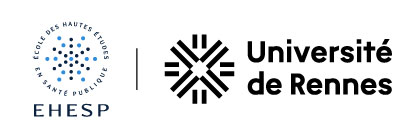 ÉCOLE DES HAUTES ÉTUDES
EN SANTÉ PUBLIQUE
EHESP
Université
de Rennes